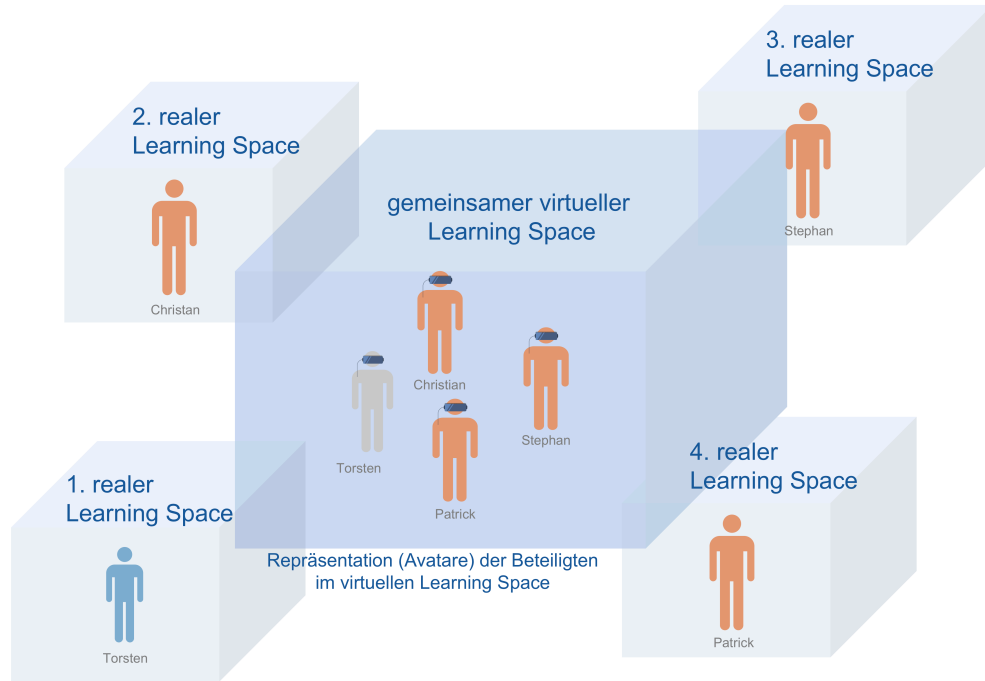 3. realer
Learning Space
Stephan
2. realer
Learning Space
Christan
gemeinsamer virtueller
Learning Space
Christian
Stephan
Torsten
Patrick
1. realer
Learning Space
Torsten
4. realer
Learning Space
Patrick
Repräsentation (Avatare) der Beteiligten
im virtuellen Learning Space